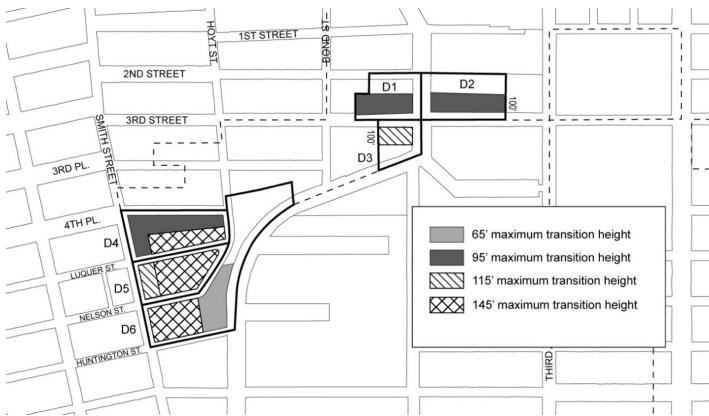 HOYT ST.
BOND ST.
1ST STREET
2ND STREET
D1
D2
100'
3RD STREET
SMITH STREET
100'
D3
3RD PL.
4TH PL.
D4
LUQUER ST.
D5
NELSON ST.
D6
HUNTINGTON ST.
65' maximum transition height
95' maximum transition height
115' maximum transition height
145' maximum transition height
THIRD